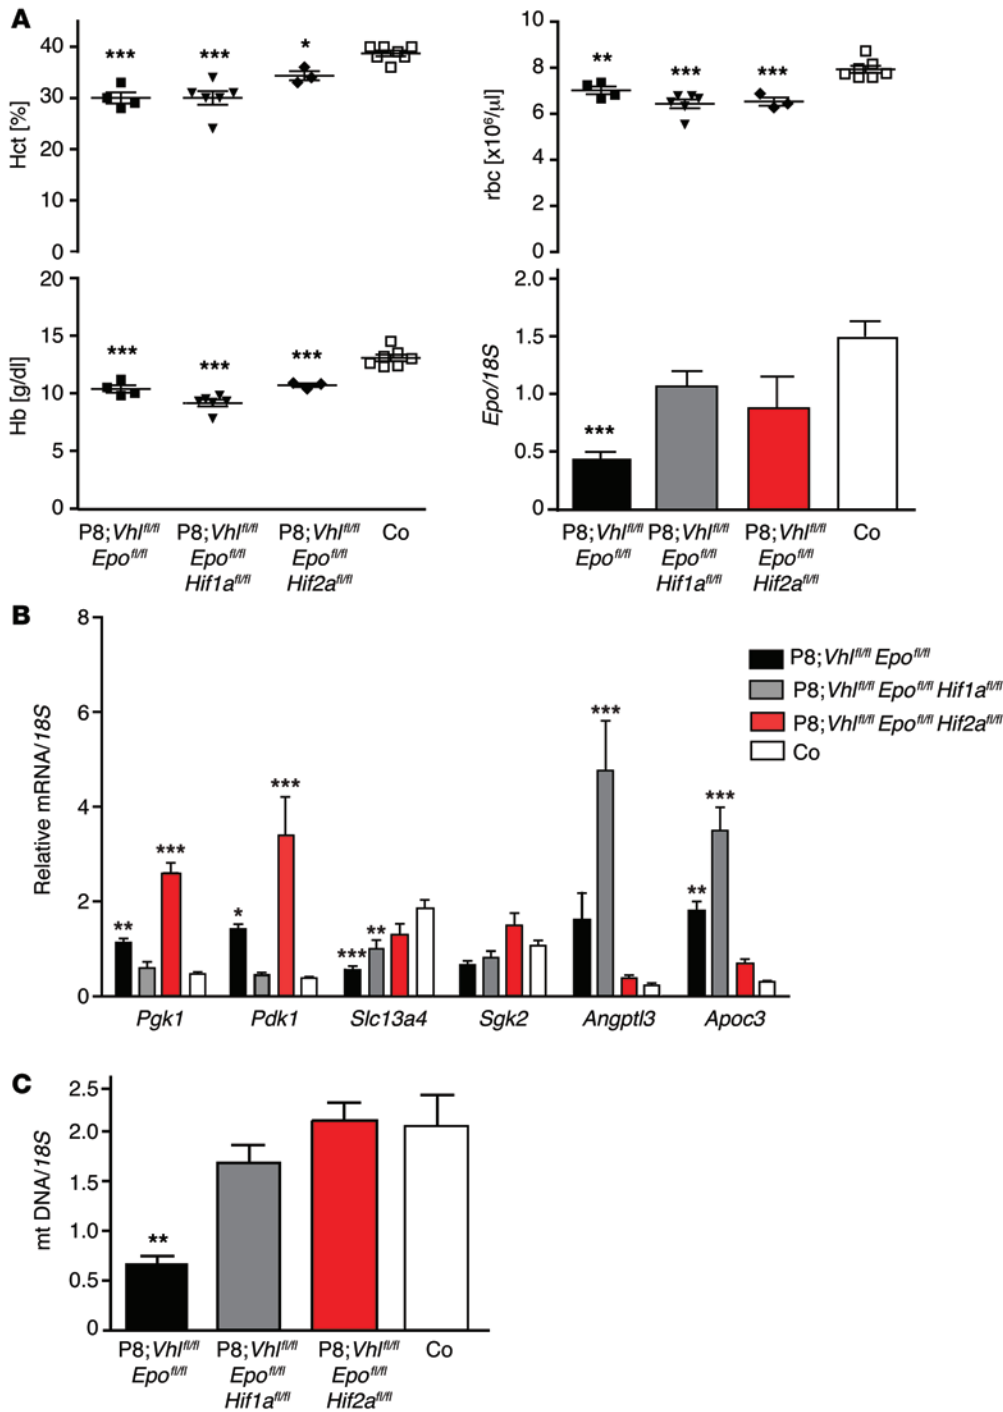 A
Hct [%]
40
30
20
10
0
***
***
*
rbc [x10⁶/µl]
10
8
6
4
2
0
**
***
***
Hb [g/dl]
20
15
10
5
0
***
***
***
P8;Vhlfl/fl P8;Vhlfl/fl P8;Vhlfl/fl Co
Epofl/fl Epofl/fl Epofl/fl
Hif1afl/fl Hif2afl/fl
Epo/18S
2.0
1.5
1.0
0.5
0
***
P8;Vhlfl/fl P8;Vhlfl/fl P8;Vhlfl/fl Co
Epofl/fl Epofl/fl Epofl/fl
Hif1afl/fl Hif2afl/fl
B
Relative mRNA/18S
8
6
4
2
0
** *** * *** *** ** *** ** ***
P8;Vhlfl/fl Epofl/fl
P8;Vhlfl/fl Epofl/fl Hif1afl/fl
P8;Vhlfl/fl Epofl/fl Hif2afl/fl
Co
Pgk1 Pdk1 Slc13a4 Sgk2 Angptl3 Apoc3
C
mt DNA/18S
2.5
2.0
1.5
1.0
0.5
0
**
P8;Vhlfl/fl P8;Vhlfl/fl P8;Vhlfl/fl Co
Epofl/fl Epofl/fl Epofl/fl
Hif1afl/fl Hif2afl/fl